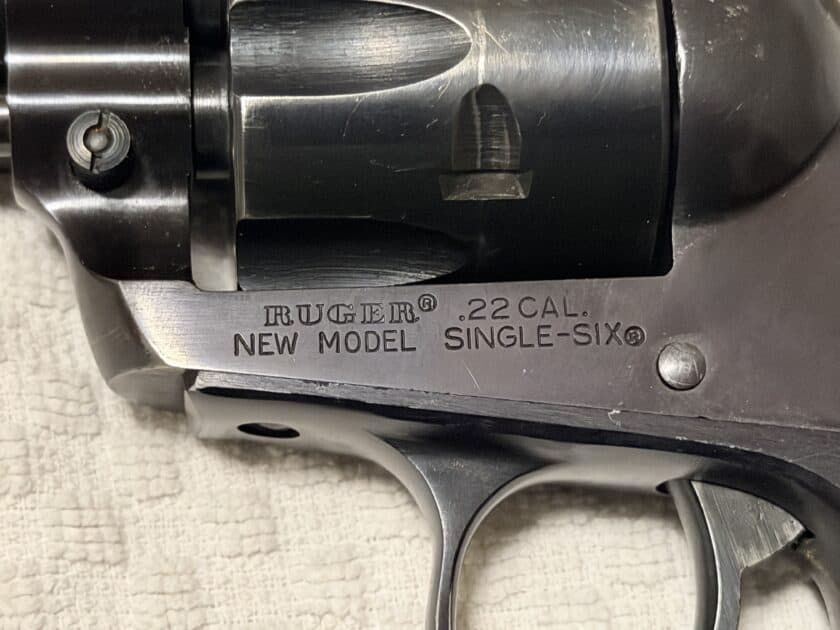 RUGER® .22 CAL.
NEW MODEL SINGLE-SIX®